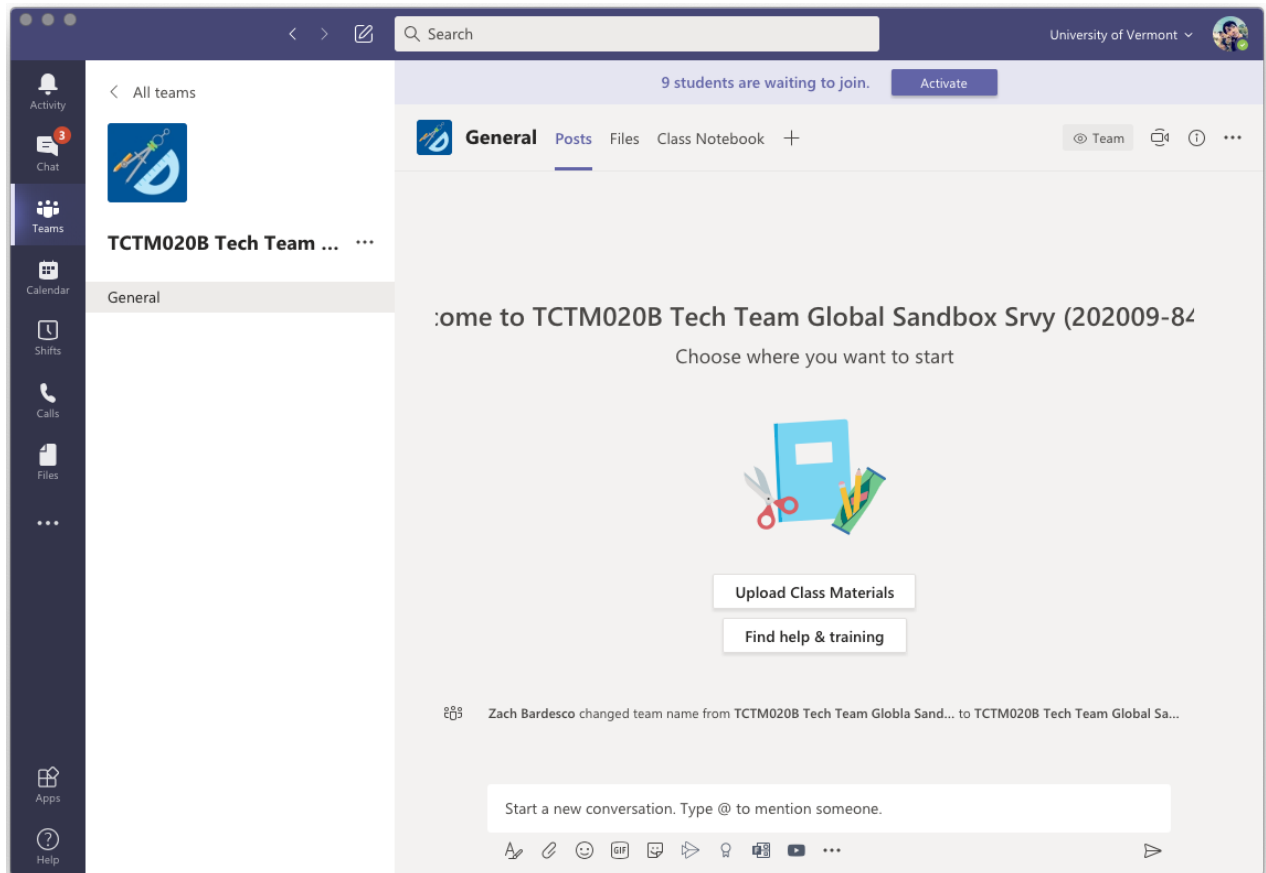 Search
University of Vermont
Activity
3
Chat
Teams
Calendar
Shifts
Calls
Files
Apps
Help
All teams
TCTM020B Tech Team ...
General
9 students are waiting to join.
Activate
General Posts Files Class Notebook
Team
:ome to TCTM020B Tech Team Global Sandbox Srvy (202009-84
Choose where you want to start
Upload Class Materials
Find help & training
Zach Bardesco changed team name from TCTM020B Tech Team Globla Sand... to TCTM020B Tech Team Global Sa...
Start a new conversation. Type @ to mention someone.
GIF